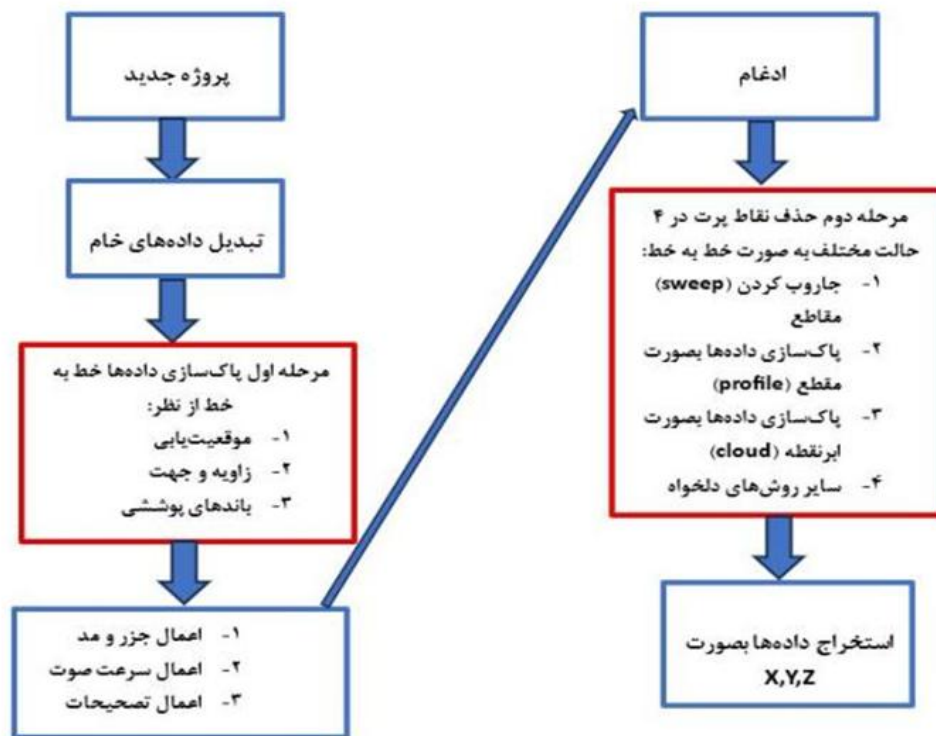 پروژه جدید
تبدیل داده‌های خام
مرحله اول پاک‌سازی داده‌ها خط به
خط از نظر:
۱- موقعیت‌یابی
۲- زاویه و جهت
۳- باندهای پوششی
۱- اعمال جزر و مد
۲- اعمال سرعت صوت
۳- اعمال تصحیحات
ادغام
مرحله دوم حذف نقاط پرت در ۴
حالت مختلف به صورت خط به خط:
۱- جاروب کردن (sweep)
مقاطع
۲- پاک‌سازی داده‌ها بصورت
مقطع (profile)
۳- پاک‌سازی داده‌ها بصورت
ابرنقطه (cloud)
۴- سایر روش‌های دلخواه
استخراج داده‌ها بصورت
X,Y,Z